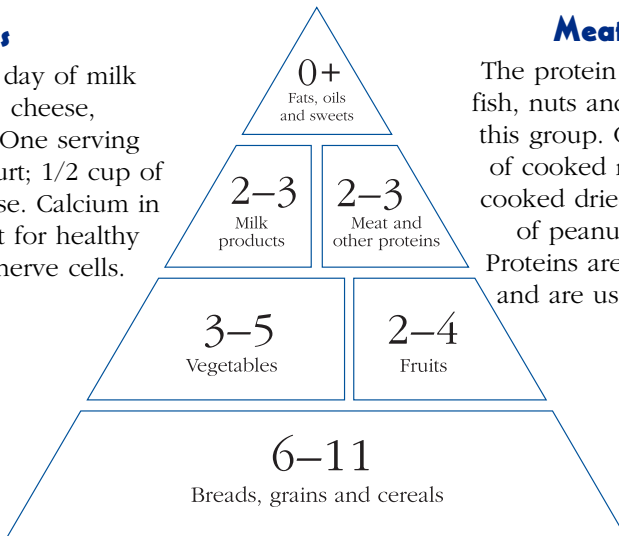 s
day of milk
cheese,
One serving
urt; 1/2 cup of
se. Calcium in
t for healthy
nerve cells.
0+
Fats, oils
and sweets
Meat
The protein
fish, nuts and
this group. O
of cooked
cooked drie
of peanu
Proteins are
and are us
2–3
Milk
products
2–3
Meat and
other proteins
3–5
Vegetables
2–4
Fruits
6–11
Breads, grains and cereals